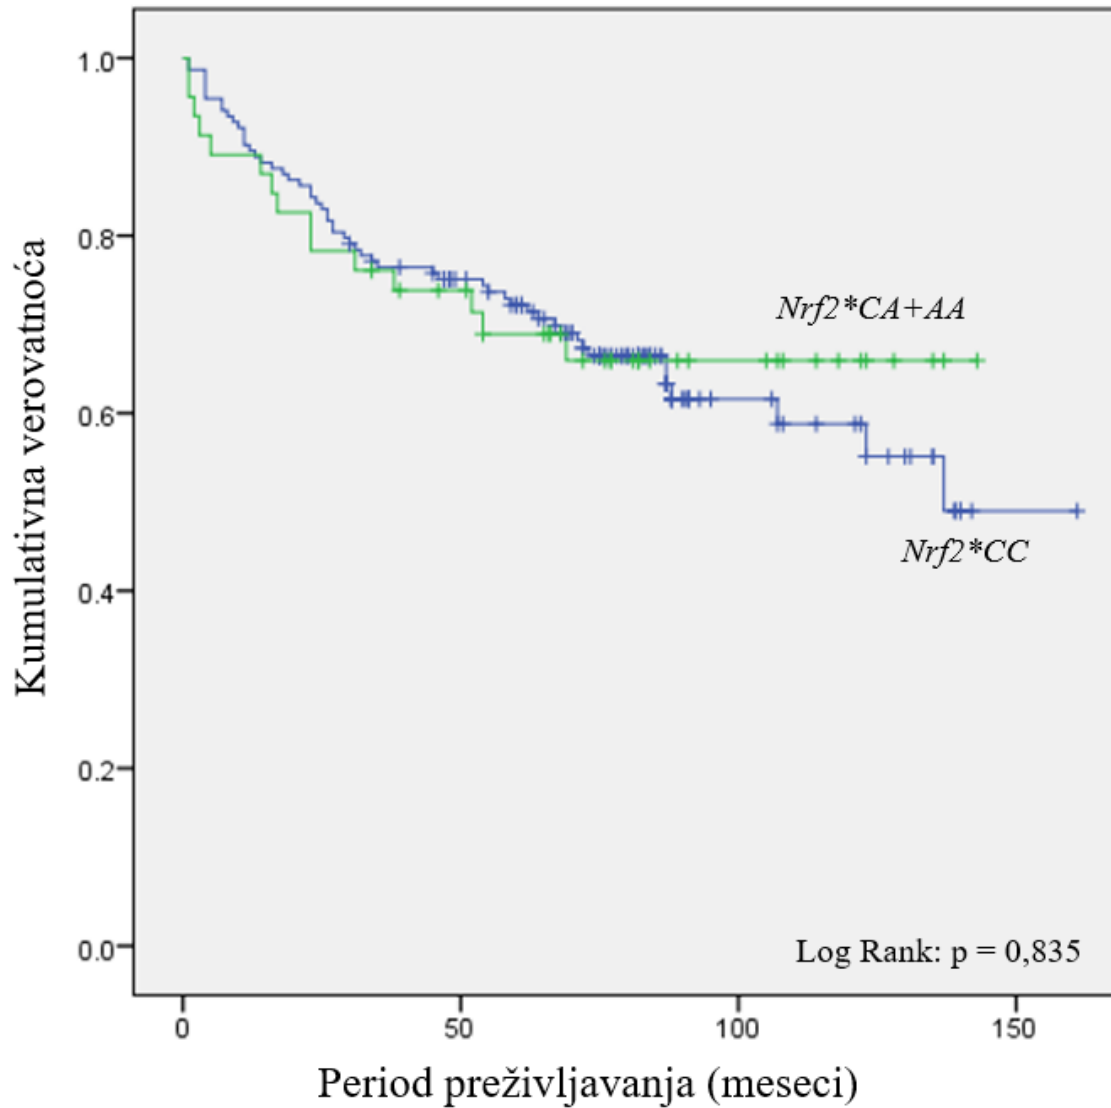 Kumulativna verovatnoća
1.0
0.8
0.6
0.4
0.2
0.0
Nrf2*CA+AA
Nrf2*CC
Log Rank: p = 0,835
0 50 100 150
Period preživljavanja (meseci)